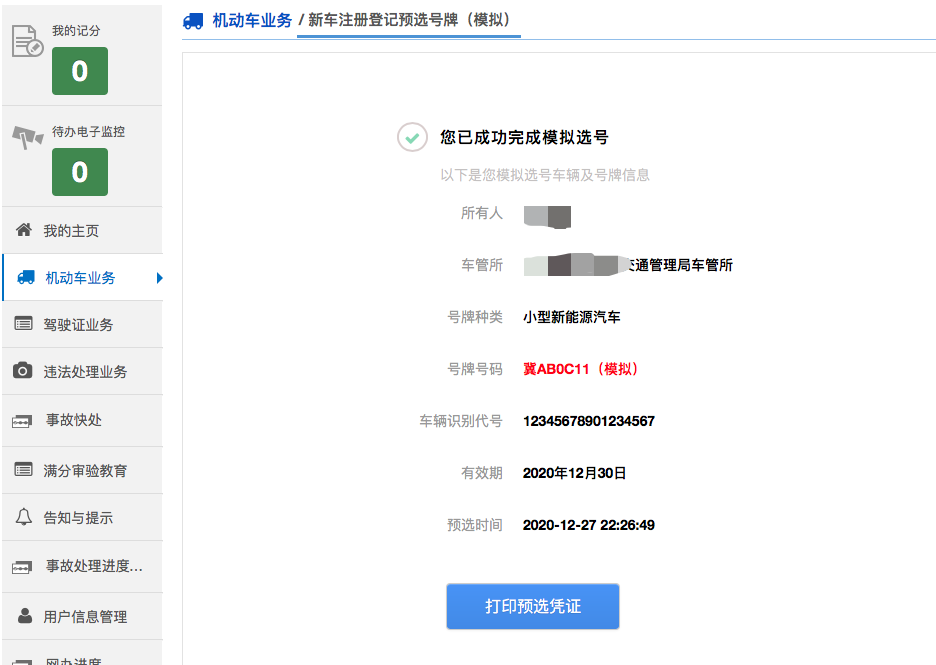 我的记分
0
待办电子监控
0
我的主页
机动车业务
驾驶证业务
违法处理业务
事故快处
满分审验教育
告知与提示
事故处理进度...
用户信息管理
网办进度
机动车业务 / 新车注册登记预选号牌（模拟）
您已成功完成模拟选号
以下是您模拟选号车辆及号牌信息
所有人
车管所 交通管理局车管所
号牌种类 小型新能源汽车
号牌号码 冀AB0C11（模拟）
车辆识别代号 12345678901234567
有效期 2020年12月30日
预选时间 2020-12-27 22:26:49
打印预选凭证